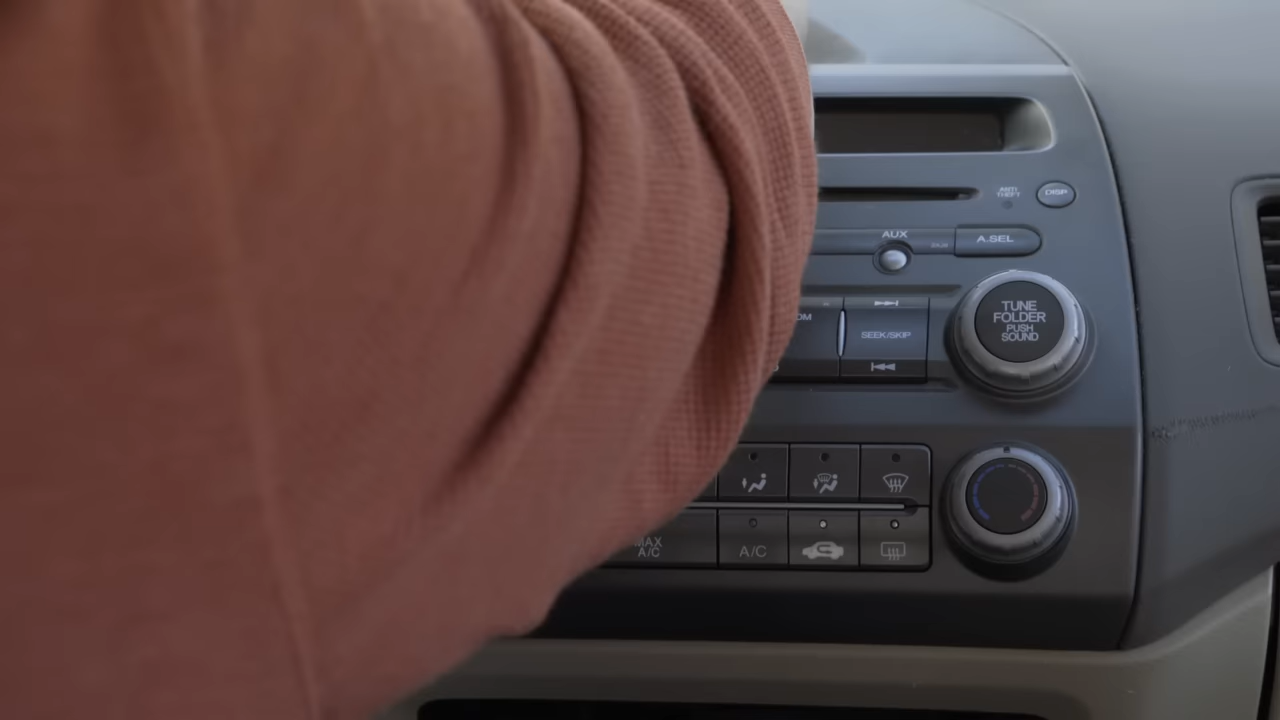 ANTI
THEFT
DISP
AUX
A.SEL
SEEK/SKIP
TUNE
FOLDER
PUSH
SOUND
MAX
A/C
A/C